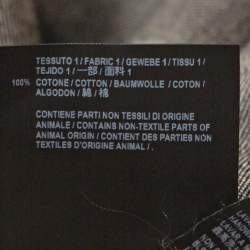 TESSUTO 1 / FABRIC 1 / GEWEBE 1 / TISSU 1 /
TEJIDO 1 / 一部 / 面料 1
100% COTONE / COTTON / BAUMWOLLE / COTON /
ALGODON / 綿 / 棉
CONTIENE PARTI NON TESSILI DI ORIGINE
ANIMALE / CONTAINS NON-TEXTILE PARTS OF
ANIMAL ORIGIN / CONTIENT DES PARTIES NON
TEXTILES D'ORIGINE ANIMAL. /